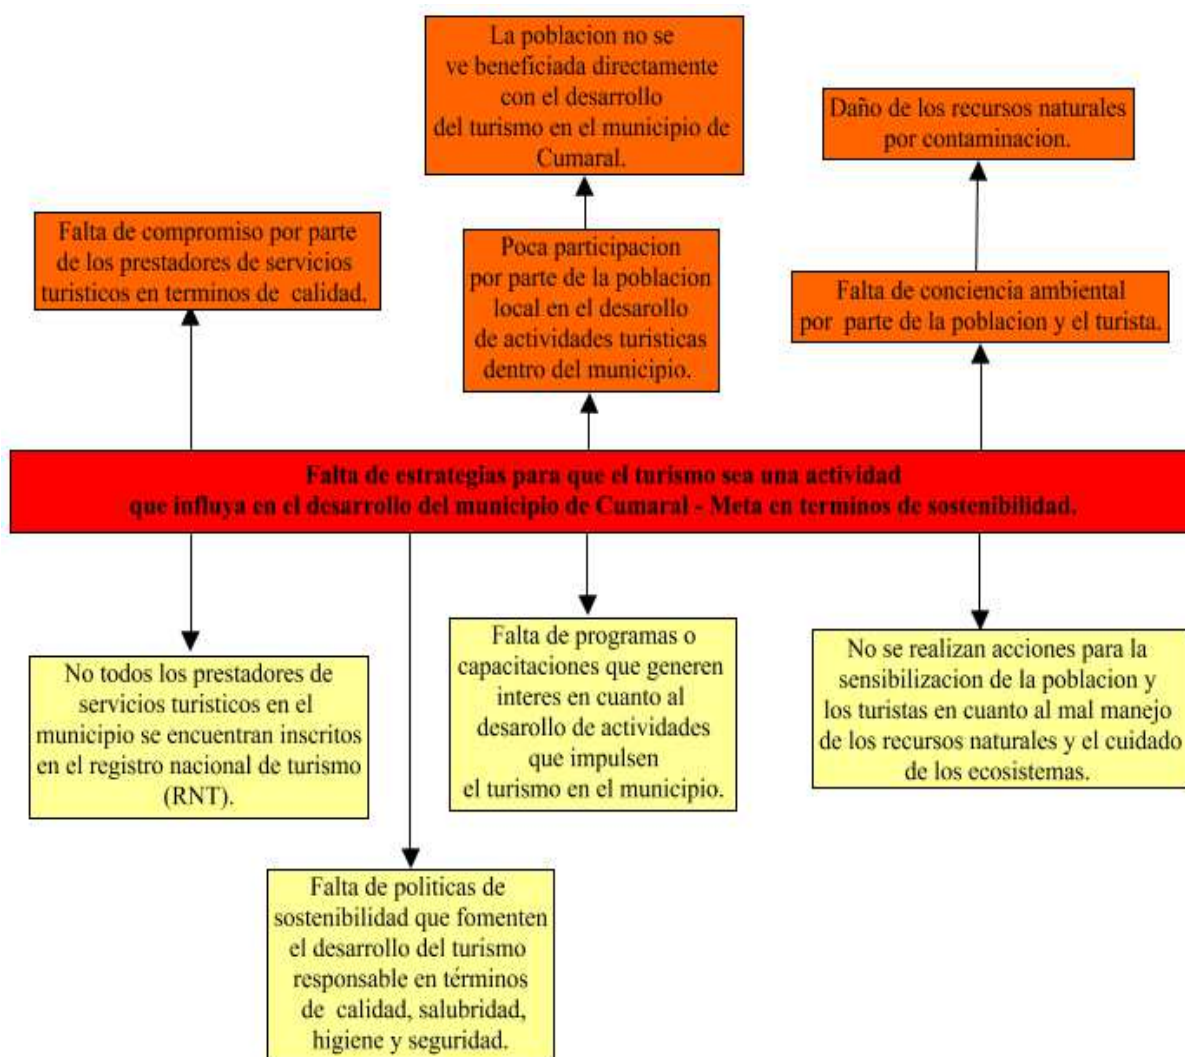 La poblacion no se
ve beneficiada directamente
con el desarrollo
del turismo en el municipio de
Cumaral.
Daño de los recursos naturales
por contaminacion.
Falta de compromiso por parte
de los prestadores de servicios
turisticos en terminos de calidad.
Poca participacion
por parte de la poblacion
local en el desarollo
de actividades turisticas
dentro del municipio.
Falta de conciencia ambiental
por parte de la poblacion y el turista.
Falta de estrategias para que el turismo sea una actividad
que influya en el desarrollo del municipio de Cumaral - Meta en terminos de sostenibilidad.
No todos los prestadores de
servicios turisticos en el
municipio se encuentran inscritos
en el registro nacional de turismo
(RNT).
Falta de programas o
capacitaciones que generen
interes en cuanto al
desarollo de actividades
que impulsen
el turismo en el municipio.
No se realizan acciones para la
sensibilizacion de la poblacion y
los turistas en cuanto al mal manejo
de los recursos naturales y el cuidado
de los ecosistemas.
Falta de politicas de
sostenibilidad que fomenten
el desarrollo del turismo
responsable en términos
de calidad, salubridad,
higiene y seguridad.